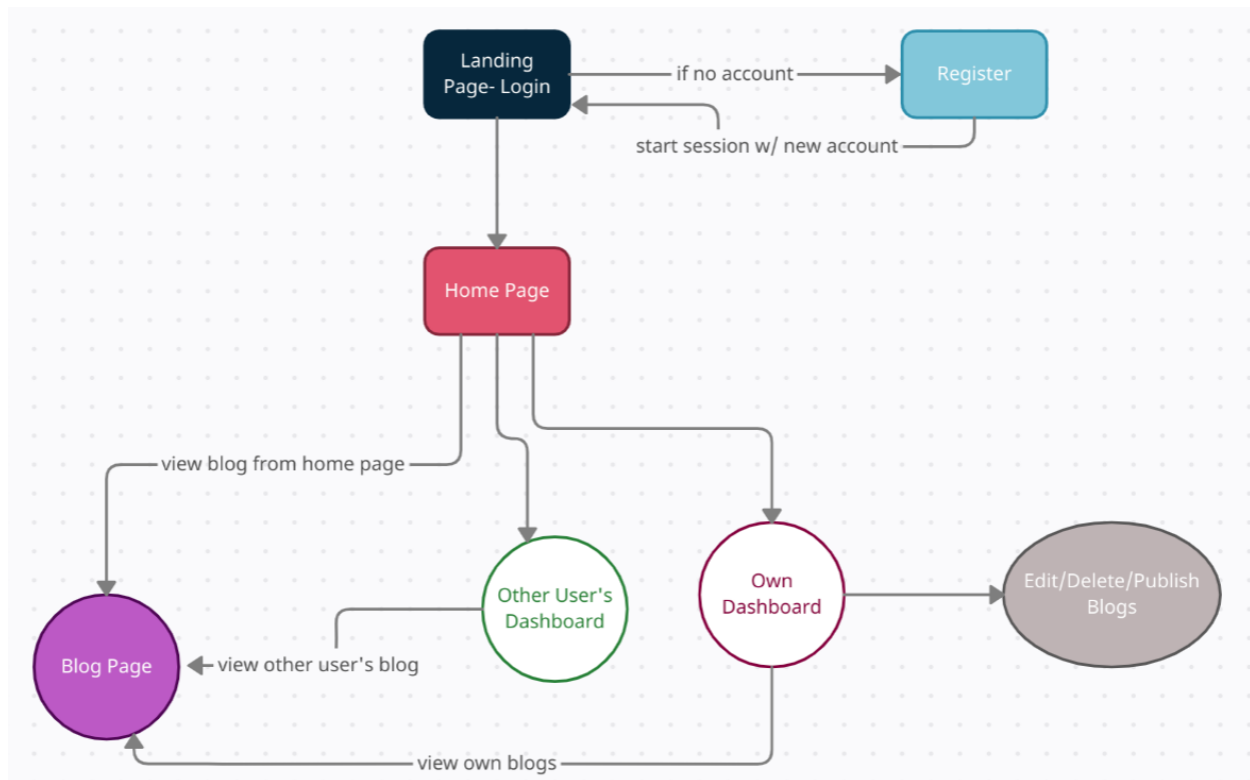 Landing
Page- Login
if no account
Register
start session w/ new account
Home Page
view blog from home page
Other User's
Dashboard
Own
Dashboard
Edit/Delete/Publish
Blogs
Blog Page
view other user's blog
view own blogs